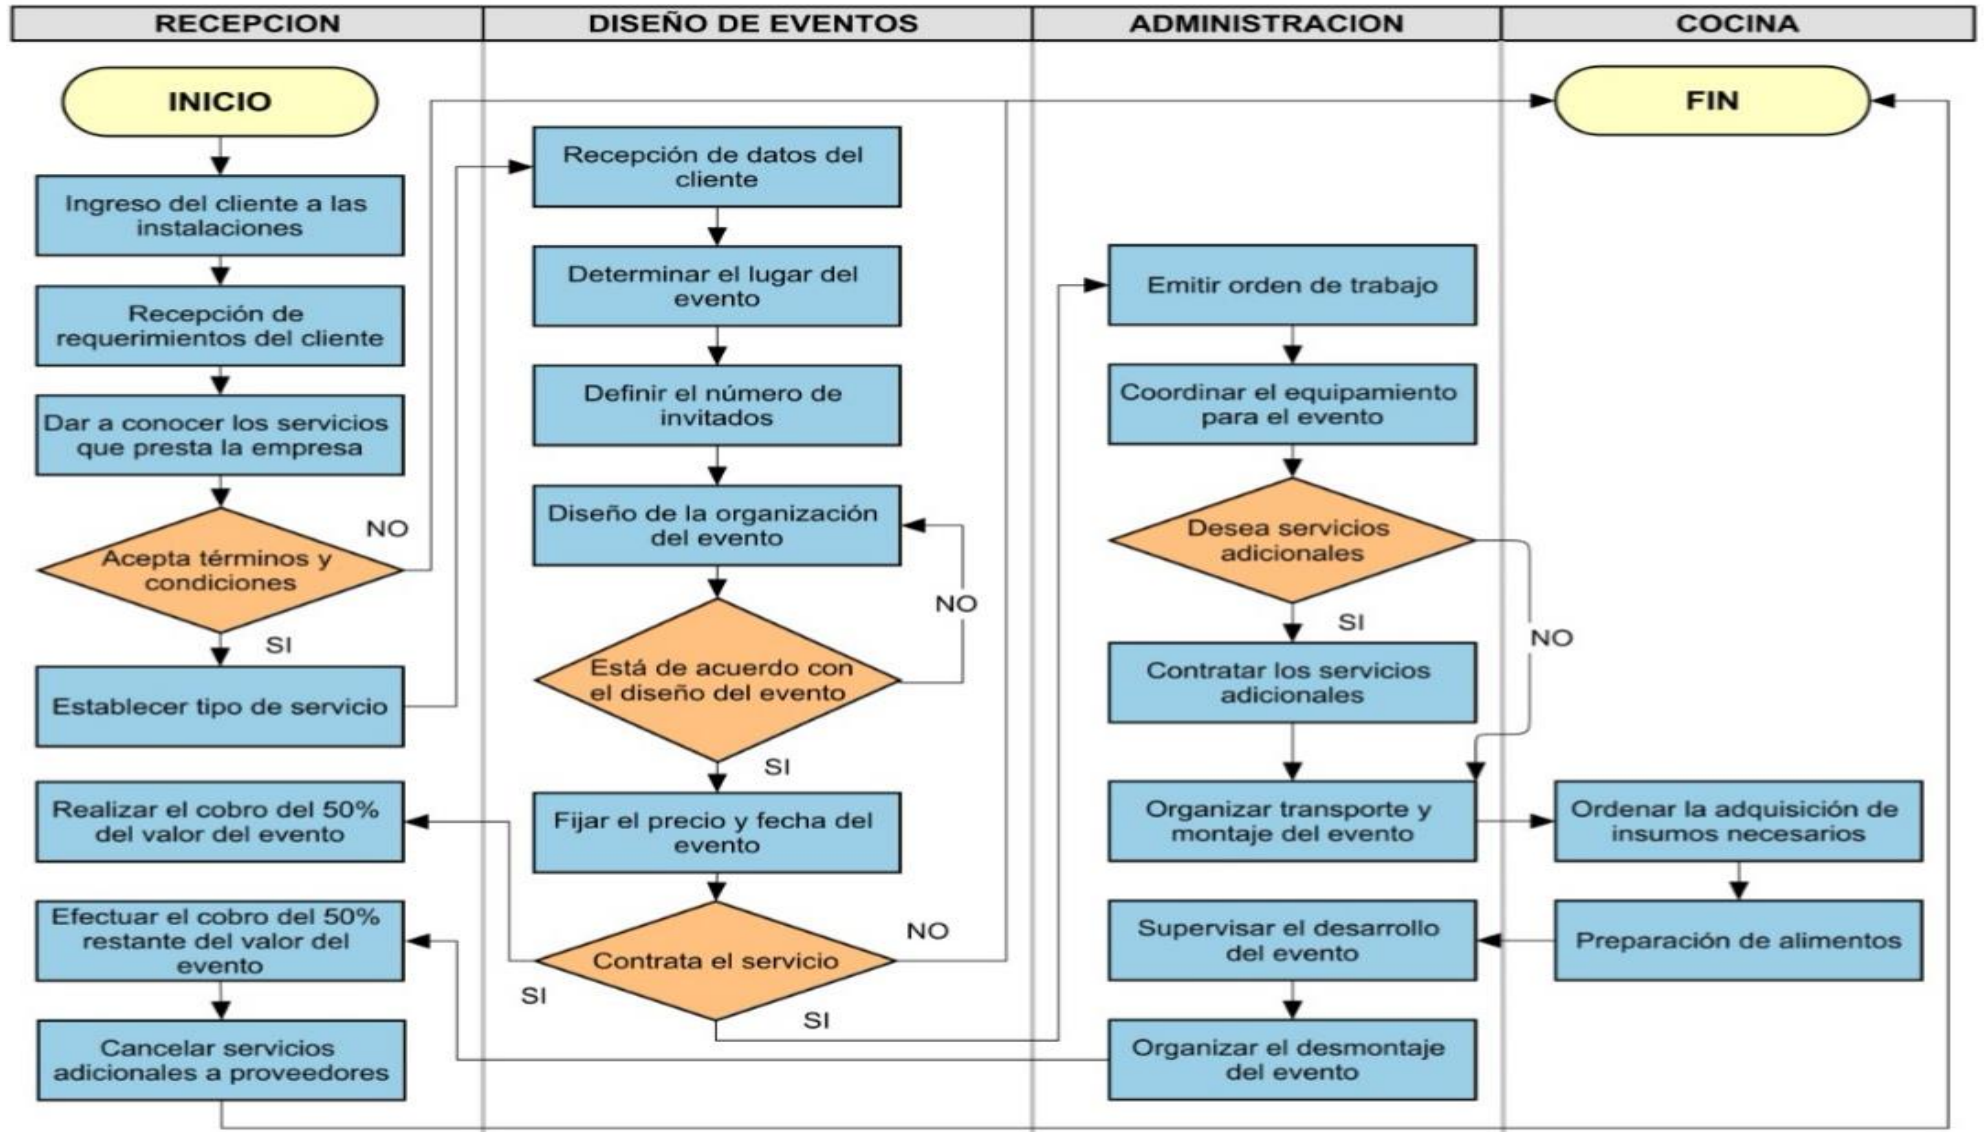 RECEPCION
DISEÑO DE EVENTOS
ADMINISTRACION
COCINA
INICIO
Ingreso del cliente a las
instalaciones
Recepción de
requerimientos del cliente
Dar a conocer los servicios
que presta la empresa
NO
Acepta términos y
condiciones
SI
Establecer tipo de servicio
Realizar el cobro del 50%
del valor del evento
Efectuar el cobro del 50%
restante del valor del
evento
Cancelar servicios
adicionales a proveedores
Recepción de datos del
cliente
Determinar el lugar del
evento
Definir el número de
invitados
Diseño de la organización
del evento
NO
Está de acuerdo con
el diseño del evento
SI
Fijar el precio y fecha del
evento
NO
Contrata el servicio
SI
SI
Emitir orden de trabajo
Coordinar el equipamiento
para el evento
Desea servicios
adicionales
SI
NO
Contratar los servicios
adicionales
Organizar transporte y
montaje del evento
Supervisar el desarrollo
del evento
Organizar el desmontaje
del evento
FIN
Ordenar la adquisición de
insumos necesarios
Preparación de alimentos